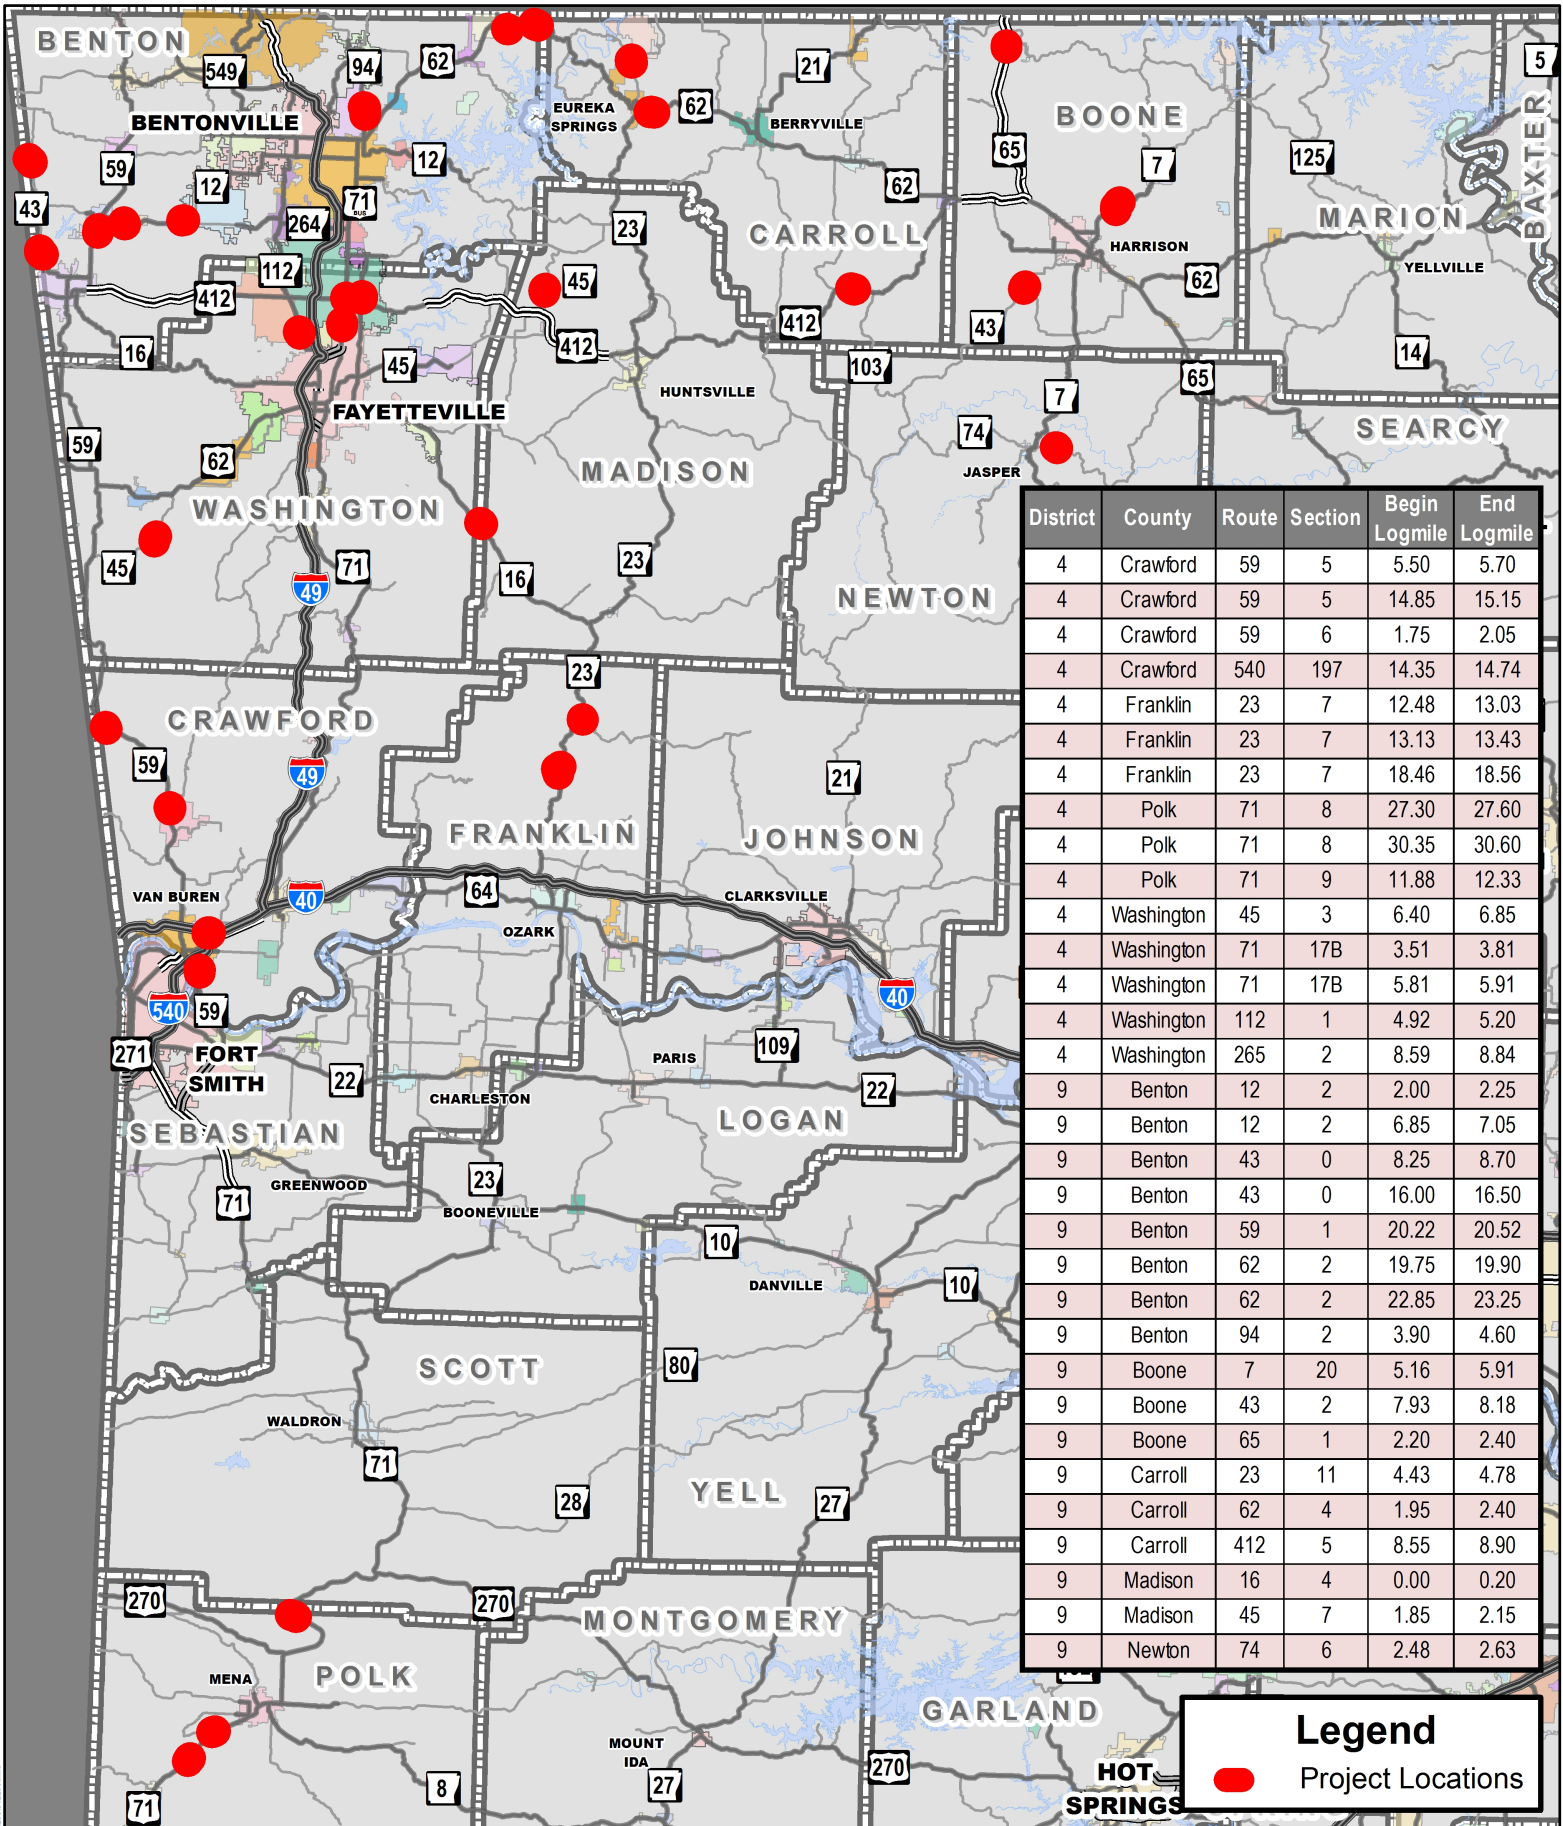 BENTON
549
94
62
21
5
BENTONVILLE
EUREKA
SPRINGS
62
BERRYVILLE
BOONE
BAXTER
59
12
12
65
7
125
43
264
71
BUS
62
23
CARROLL
MARION
HARRISON
YELLVILLE
112
412
45
62
412
43
16
45
412
103
14
65
HUNTSVILLE
7
FAYETTEVILLE
59
62
74
SEARCY
MADISON
JASPER
WASHINGTON
45
71
49
16
23
NEWTON
23
CRAWFORD
59
49
21
FRANKLIN
JOHNSON
VAN BUREN
40
64
CLARKSVILLE
OZARK
540
59
40
271
FORT
SMITH
22
PARIS
109
CHARLESTON
22
LOGAN
SEBASTIAN
71
GREENWOOD
23
BOONEVILLE
10
DANVILLE
10
SCOTT
80
WALDRON
71
YELL
28
27
270
270
MONTGOMERY
POLK
MENA
GARLAND
MOUNT
IDA
27
270
8
71
HOT
SPRINGS
District County Route Section Begin Logmile End Logmile
4 Crawford 59 5 5.50 5.70
4 Crawford 59 5 14.85 15.15
4 Crawford 59 6 1.75 2.05
4 Crawford 540 197 14.35 14.74
4 Franklin 23 7 12.48 13.03
4 Franklin 23 7 13.13 13.43
4 Franklin 23 7 18.46 18.56
4 Polk 71 8 27.30 27.60
4 Polk 71 8 30.35 30.60
4 Polk 71 9 11.88 12.33
4 Washington 45 3 6.40 6.85
4 Washington 71 17B 3.51 3.81
4 Washington 71 17B 5.81 5.91
4 Washington 112 1 4.92 5.20
4 Washington 265 2 8.59 8.84
9 Benton 12 2 2.00 2.25
9 Benton 12 2 6.85 7.05
9 Benton 43 0 8.25 8.70
9 Benton 43 0 16.00 16.50
9 Benton 59 1 20.22 20.52
9 Benton 62 2 19.75 19.90
9 Benton 62 2 22.85 23.25
9 Benton 94 2 3.90 4.60
9 Boone 7 20 5.16 5.91
9 Boone 43 2 7.93 8.18
9 Boone 65 1 2.20 2.40
9 Carroll 23 11 4.43 4.78
9 Carroll 62 4 1.95 2.40
9 Carroll 412 5 8.55 8.90
9 Madison 16 4 0.00 0.20
9 Madison 45 7 1.85 2.15
9 Newton 74 6 2.48 2.63
Legend
Project Locations